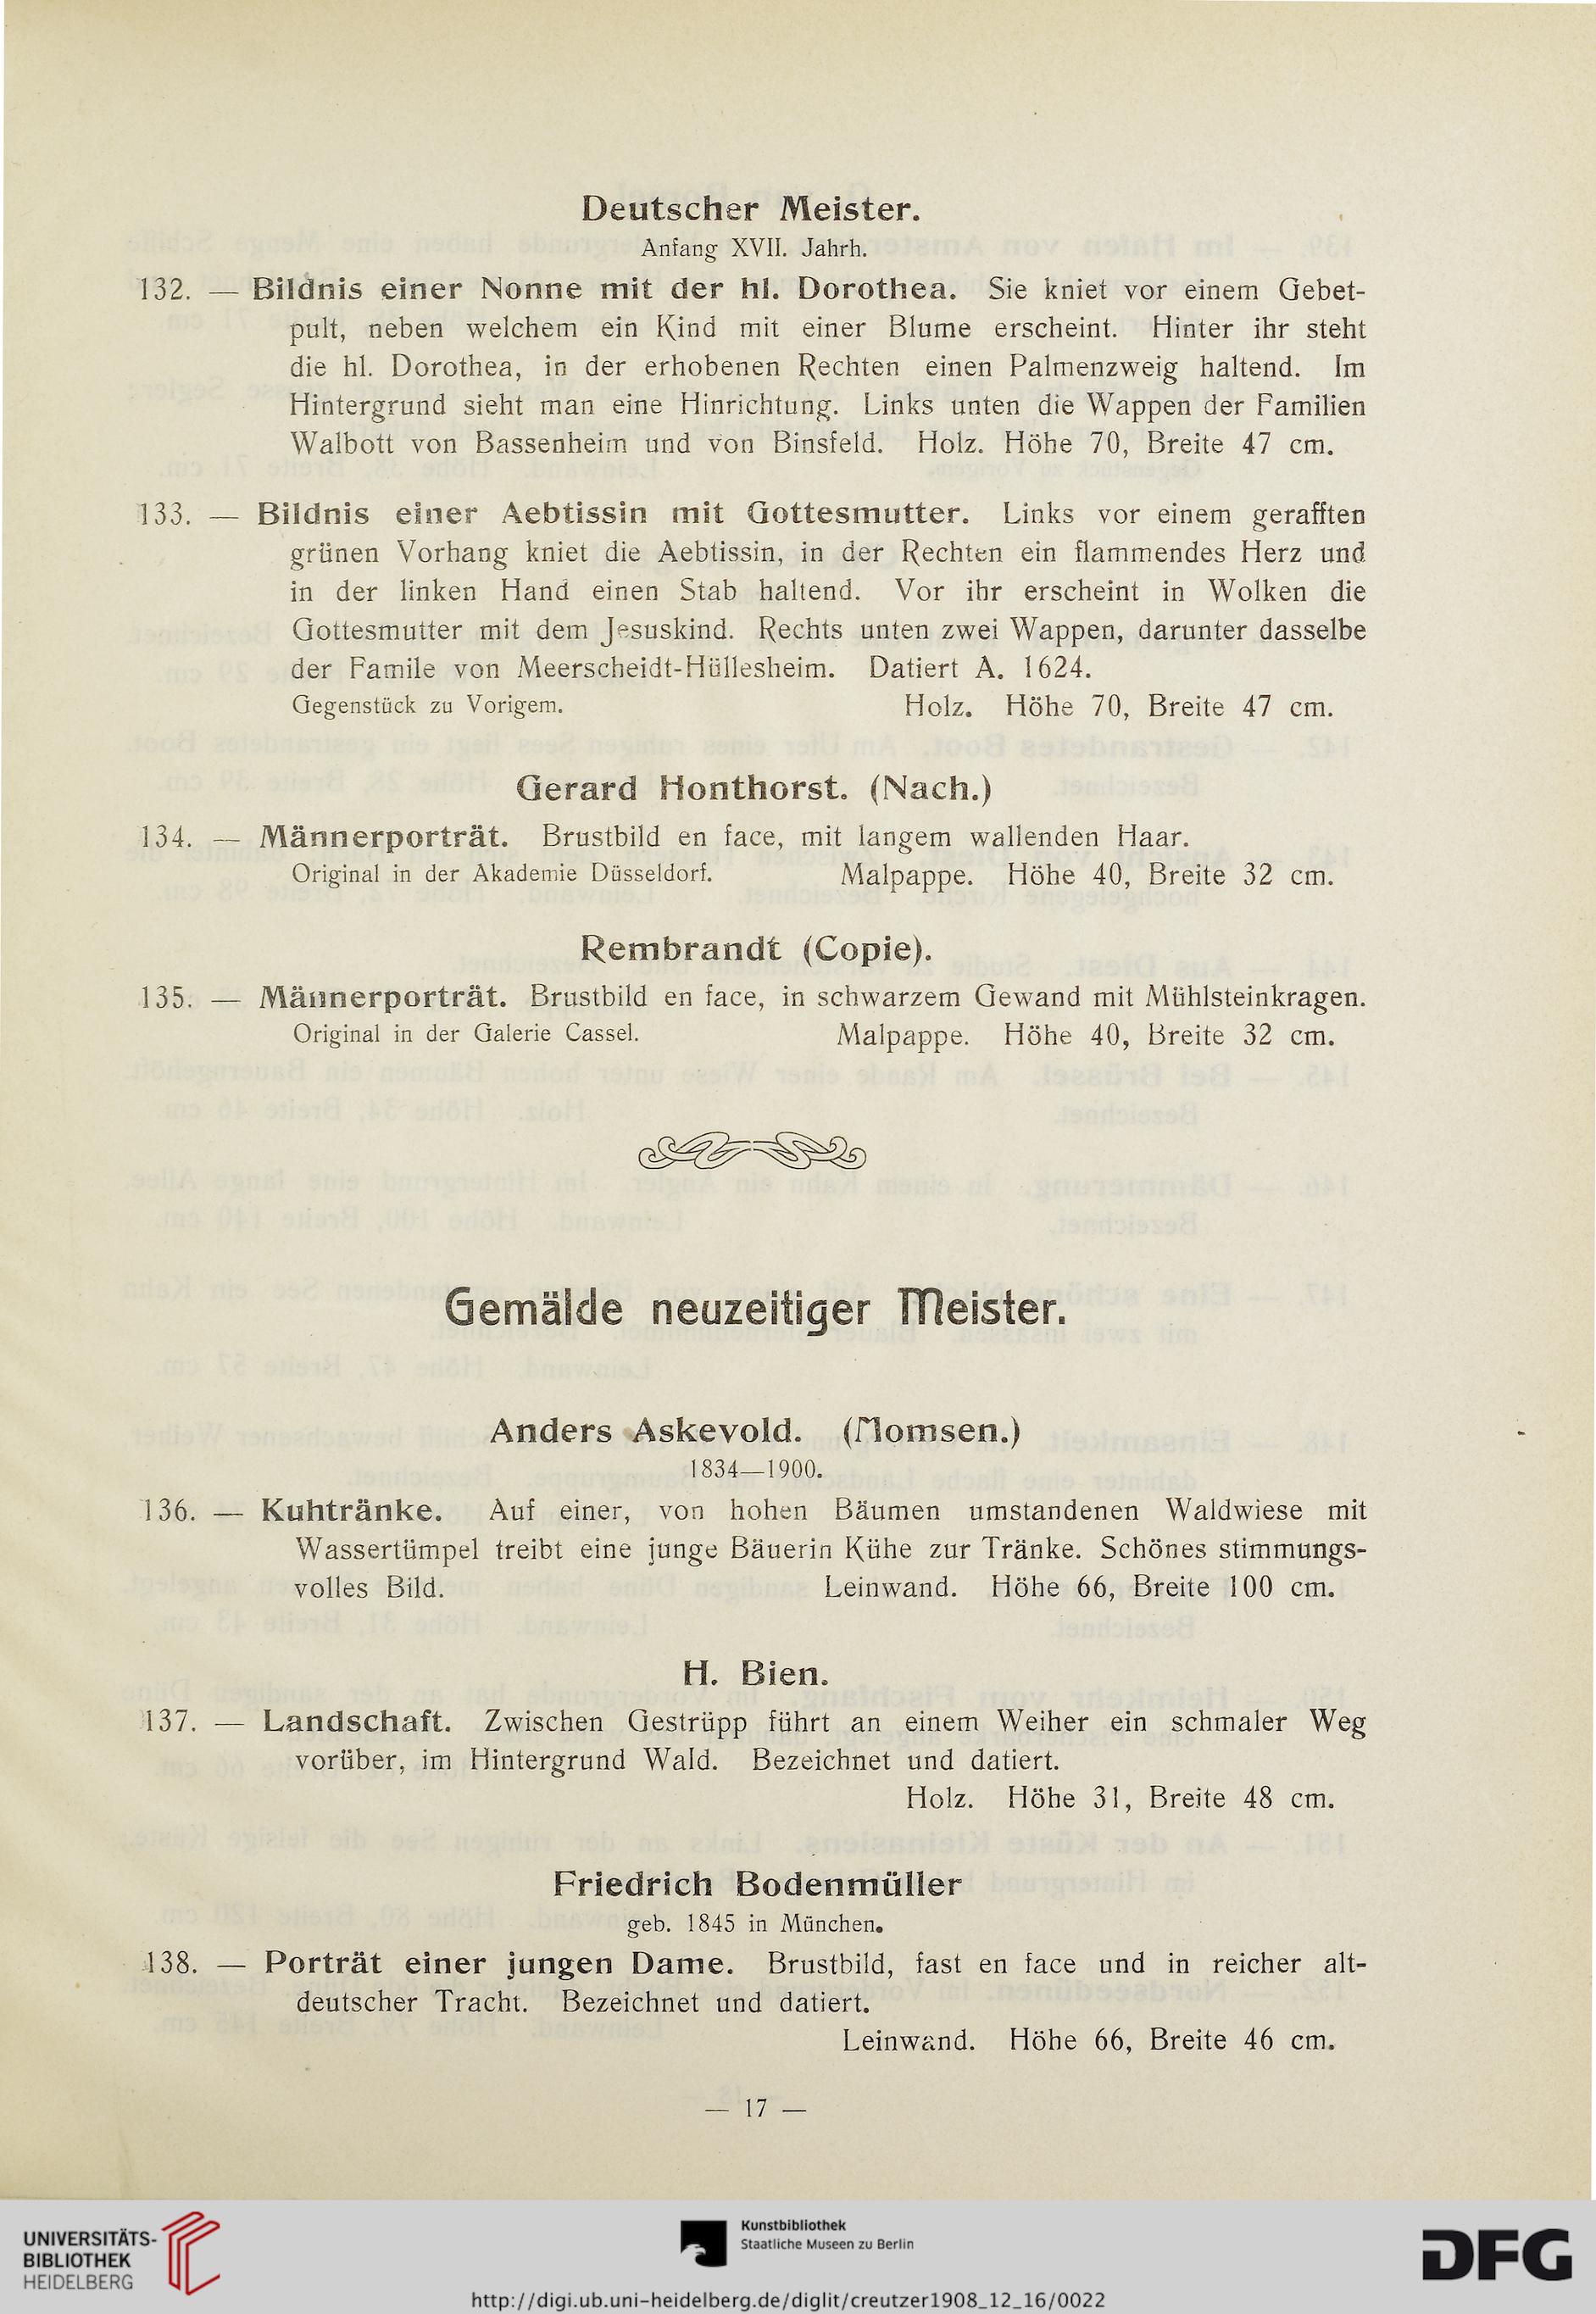 Deutscher Meister.
Anfang XVII. Jahrh.
132. — Bildnis einer Nonne mit der hl. Dorothea. Sie kniet vor einem Gebet-
pult, neben welchem ein Kind mit einer Blume erscheint. Hinter ihr steht
die hl. Dorothea, in der erhobenen Rechten einen Palmenzweig haltend. Im
Hintergrund sieht man eine Hinrichtung. Links unten die Wappen der Familien
Walbott von Bassenheim und von Binsfeld. Holz. Höhe 70, Breite 47 cm.
133. — Bildnis einer Aebtissin mit Gottesmutter. Links vor einem gerafften
grünen Vorhang kniet die Aebtissin, in der Rechten ein flammendes Herz und
in der linken Hand einen Stab haltend. Vor ihr erscheint in Wolken die
Gottesmutter mit dem Jesuskind. Rechts unten zwei Wappen, darunter dasselbe
der Famile von Meerscheidt-Hüllesheim. Datiert A. 1624.
Gegenstück zu Vorigem. Holz. Höhe 70, Breite 47 cm.
Gerard Honthorst. (Nach.)
134. — Männerporträt. Brustbild en face, mit langem wallenden Haar.
Original in der Akademie Düsseldorf. Malpappe. Höhe 40, Breite 32 cm.
Rembrandt (Copie).
135. — Männerporträt. Brustbild en face, in schwarzem Gewand mit Mühlsteinkragen.
Original in der Galerie Cassel. Malpappe. Höhe 40, Breite 32 cm.
Gemälde neuzeitiger Meister.
Anders Askevold. (Momsen.)
1834—1900.
136. — Kuhtränke. Auf einer, von hohen Bäumen umstandenen Waldwiese mit
Wassertümpel treibt eine junge Bäuerin Kühe zur Tränke. Schönes stimmungs-
volles Bild. Leinwand. Höhe 66, Breite 100 cm.
H. Bien.
137. — Landschaft. Zwischen Gestrüpp führt an einem Weiher ein schmaler Weg
vorüber, im Hintergrund Wald. Bezeichnet und datiert.
Holz. Höhe 31, Breite 48 cm.
Friedrich Bodenmüller
geb. 1845 in München.
138. — Porträt einer jungen Dame. Brustbild, fast en face und in reicher alt-
deutscher Tracht. Bezeichnet und datiert.
Leinwand. Höhe 66, Breite 46 cm.
— 17 —
UNIVERSITÄTS-
BIBLIOTHEK
HEIDELBERG
Kunstbibliothek
Staatliche Museen zu Berlin
DFG
http://digi.ub.uni-heidelberg.de/diglit/creutzer1908_12_16/0022